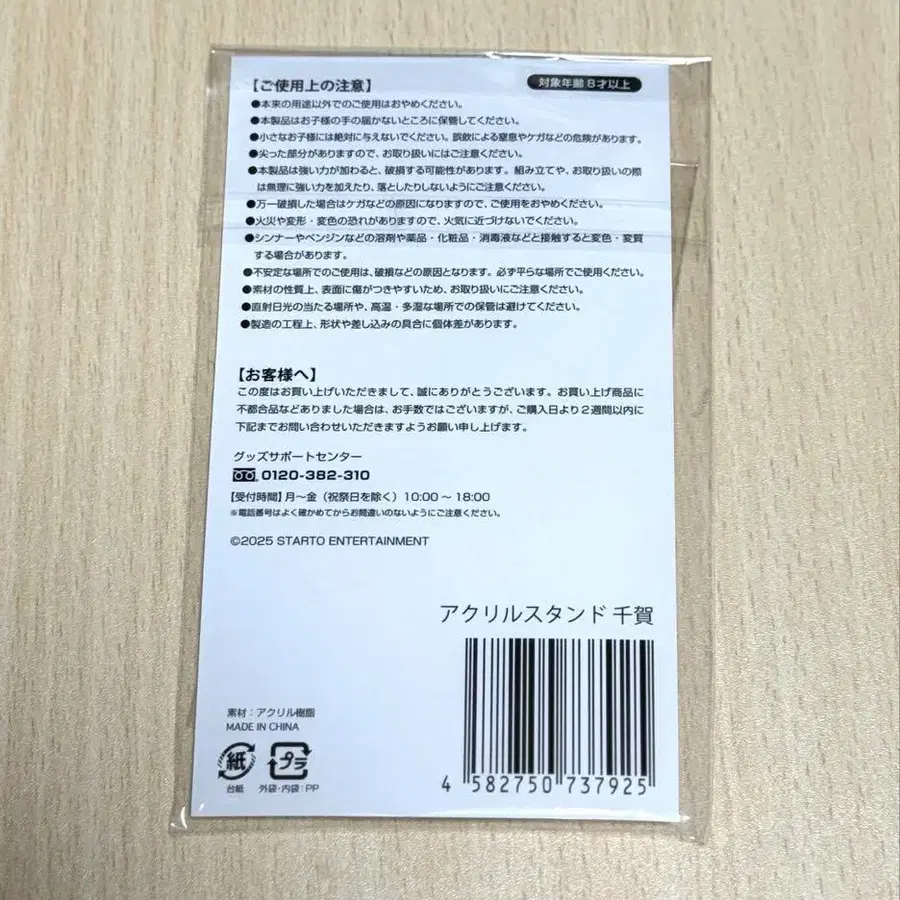 【ご使用上の注意】
対象年齢8才以上
●本来の用途以外でのご使用はおやめください。
●本製品はお子様の手の届かないところに保管してください。
●小さなお子様には絶対に与えないでください。誤飲による窒息やケガなどの危険があります。
●尖った部分がありますので、お取り扱いにはご注意ください。
●本製品は強い力が加わると、破損する可能性があります。組み立てや、お取り扱いの際
は無理に強い力を加えたり、落としたりしないようにご注意ください。
●万一破損した場合はケガなどの原因になりますので、ご使用をおやめください。
●火災や変形・変色の恐れがありますので、火気に近づけないでください。
●シンナーやベンジンなどの溶剤や薬品・化粧品・消毒液などと接触すると変色・変質
する場合があります。
●不安定な場所でのご使用は、破損などの原因となります。必ず平らな場所でご使用ください。
●素材の性質上、表面に傷がつきやすいため、お取り扱いにご注意ください。
●直射日光の当たる場所や、高温・多湿な場所での保管は避けてください。
●製造の工程上、形状や差し込みの具合に個体差があります。
【お客様へ】
この度はお買い上げいただきまして、誠にありがとうございます。お買い上げ商品に
不都合品などありました場合は、お手数ではございますが、ご購入日より2週間以内に
下記までお問い合わせいただきますようお願い申し上げます。
グッズサポートセンター
0120-382-310
【受付時間】月～金（祝祭日を除く）10:00～18:00
※電話番号はよく確かめてからお間違いのないようにご注意ください。
©2025 STARTO ENTERTAINMENT
アクリルスタンド 千賀
素材：アクリル樹脂
MADE IN CHINA
紙 プラ
台紙 外袋・内袋：PP
4 582750 737925